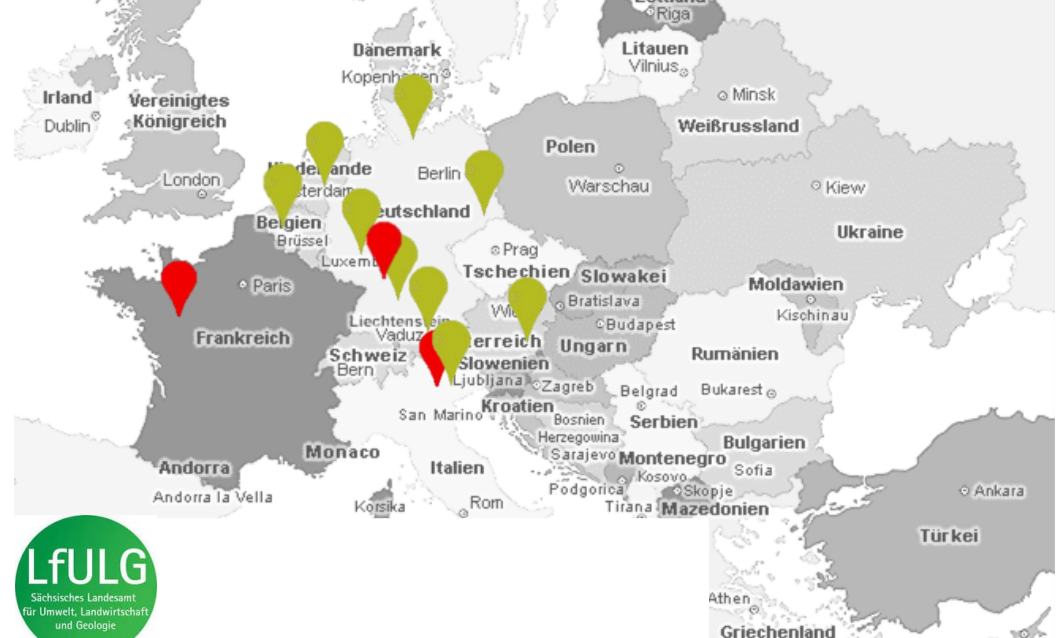 Riga
Litauen
Vilnius
Dänemark
Minsk
Irland
Vereinigtes
Königreich
Dublin
Weißrussland
Polen
Berlin
London
Warschau
Kiew
Belgien
Ukraine
Brüssel
Prag
Paris
Tschechien
Slowakei
Moldawien
Bratislava
Kischinau
Liechtenstein
Budapest
Frankreich
Vaduz
Schweiz
Bern
Ungarn
Rumänien
Slowenien
Ljubljana
Zagreb
Belgrad
Bukarest
San Marino
Kroatien
Bosnien
Serbien
Herzegowina
Bulgarien
Monaco
Sarajevo
Montenegro
Andorra
Italien
Kosovo
Sofia
Andorra la Vella
Podgorica
Skopje
Ankara
Korsika
Rom
Tirana
Mazedonien
Türkei
LfULG
Sächsisches Landesamt
für Umwelt, Landwirtschaft
und Geologie
Athen
Griechenland